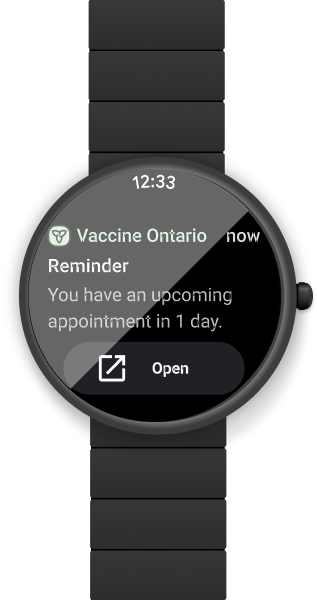 12:33
Vaccine Ontario now
Reminder
You have an upcoming
appointment in 1 day.
Open